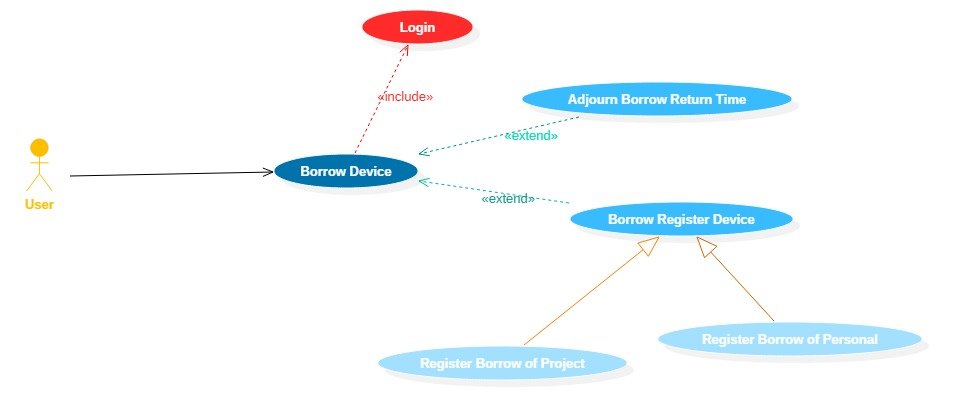 Login
«include»
Adjourn Borrow Return Time
«extend»
Borrow Device
User
«extend»
Borrow Register Device
Register Borrow of Personal
Register Borrow of Project